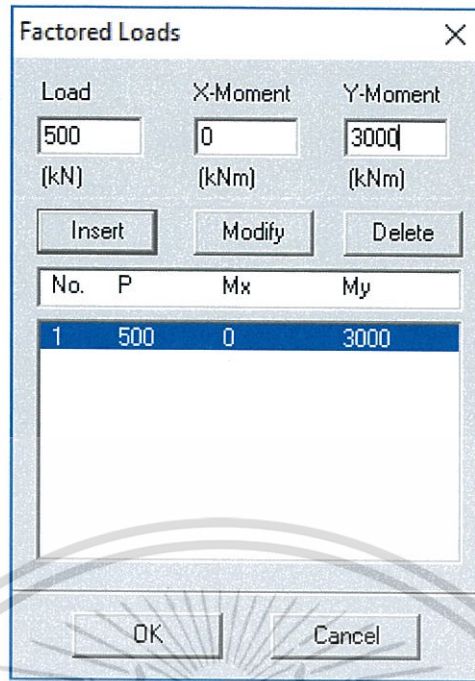 Factored Loads
Load X-Moment Y-Moment
500 0 3000
(kN) (kNm) (kNm)
Insert Modify Delete
No. P Mx My
1 500 0 3000
OK Cancel